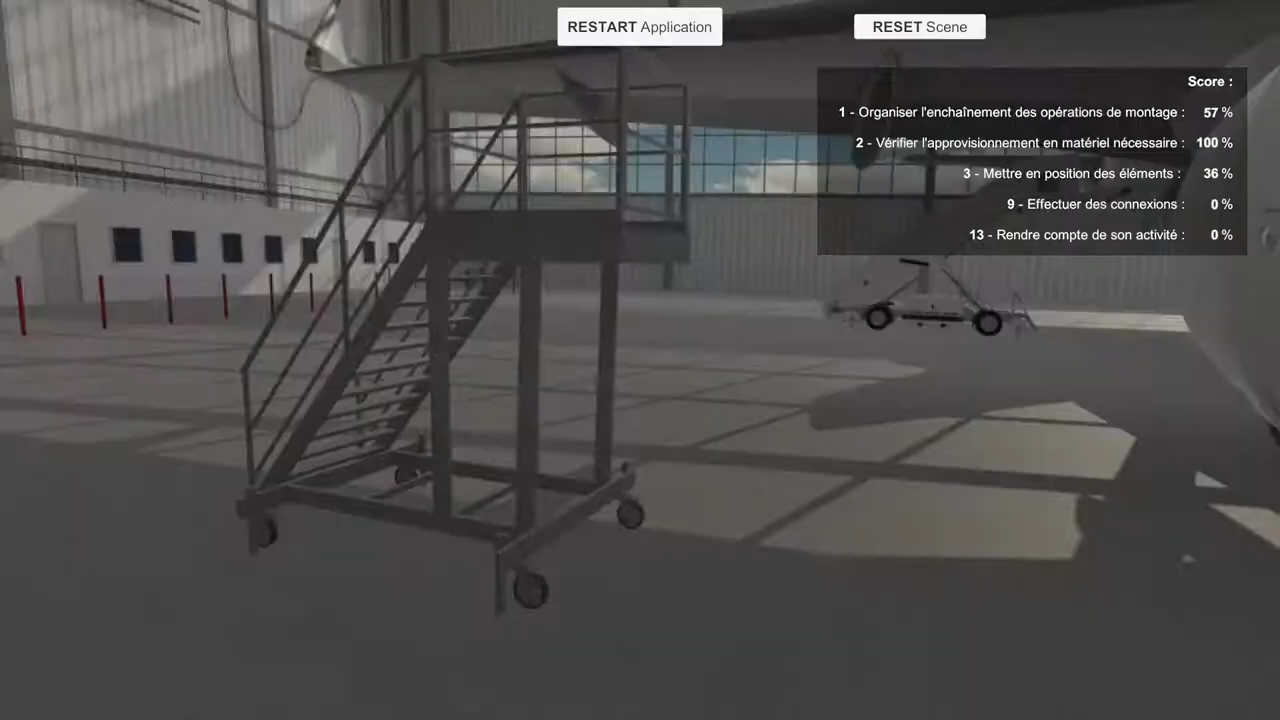 RESTART Application
RESET Scene
Score :
1 - Organiser l'enchaînement des opérations de montage : 57 %
2 - Vérifier l'approvisionnement en matériel nécessaire : 100 %
3 - Mettre en position des éléments : 36 %
9 - Effectuer des connexions : 0 %
13 - Rendre compte de son activité : 0 %